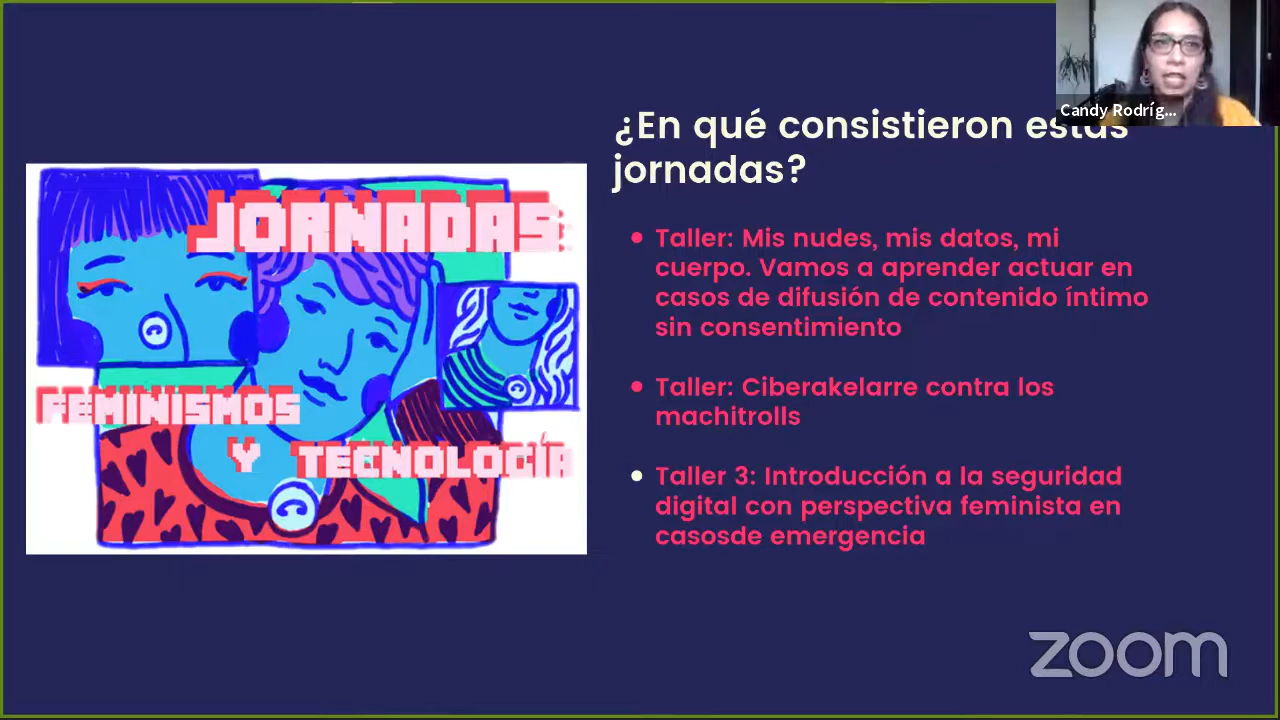 JORNADAS
FEMINISMOS
Y TECNOLOGÍA
¿En qué consistieron estas
jornadas?
Taller: Mis nudes, mis datos, mi
cuerpo. Vamos a aprender actuar en
casos de difusión de contenido íntimo
sin consentimiento
Taller: Ciberakelarre contra los
machitrolls
Taller 3: Introducción a la seguridad
digital con perspectiva feminista en
casosde emergencia
Candy Rodríg...
zoom